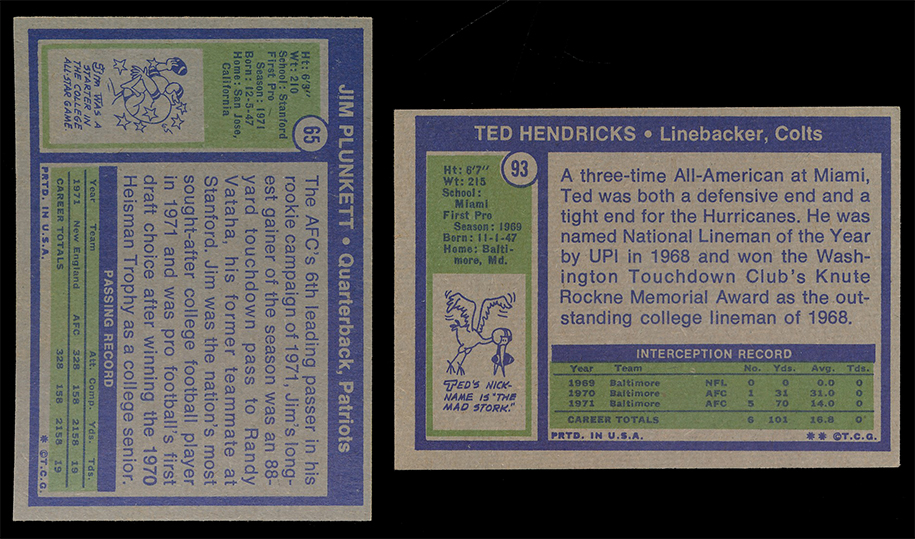 JIM PLUNKETT • Quarterback, Patriots
65
Ht: 6'3"
Wt: 210
School: Stanford
First Pro
Season: 1971
Born: 12-5-47
Home: San Jose,
California
JIM WAS A
STARTER IN
THE COLLEGE
ALL-STAR GAME
The AFC's 6th leading passer in his
rookie campaign of 1971, Jim's long-
est gainer of the season was an 88-
yard touchdown pass to Randy
Vataha, his former teammate at
Stanford. Jim was the nation's most
sought-after college football player
in 1971 and was pro football's first
draft choice after winning the 1970
Heisman Trophy as a college senior.
PASSING RECORD
Year Team Att. Comp. Yds. Tds.
1971 New England AFC 328 158 2158 19
CAREER TOTALS 328 158 2158 19
PRTD. IN U.S.A. * ©T.C.G.
TED HENDRICKS • Linebacker, Colts
93
Ht: 6'7"
Wt: 215
School:
Miami
First Pro
Season: 1969
Born: 11-1-47
Home: Balti-
more, Md.
TED'S NICK-
NAME IS "THE
MAD STORK."
A three-time All-American at Miami,
Ted was both a defensive end and a
tight end for the Hurricanes. He was
named National Lineman of the Year
by UPI in 1968 and won the Wash-
ington Touchdown Club's Knute
Rockne Memorial Award as the out-
standing college lineman of 1968.
INTERCEPTION RECORD
Year Team No. Yds. Avg. Tds.
1969 Baltimore NFL 0 0 0.0 0
1970 Baltimore AFC 1 31 31.0 0
1971 Baltimore AFC 5 70 14.0 0
CAREER TOTALS 6 101 16.8 0
PRTD. IN U.S.A. ** ©T.C.G.